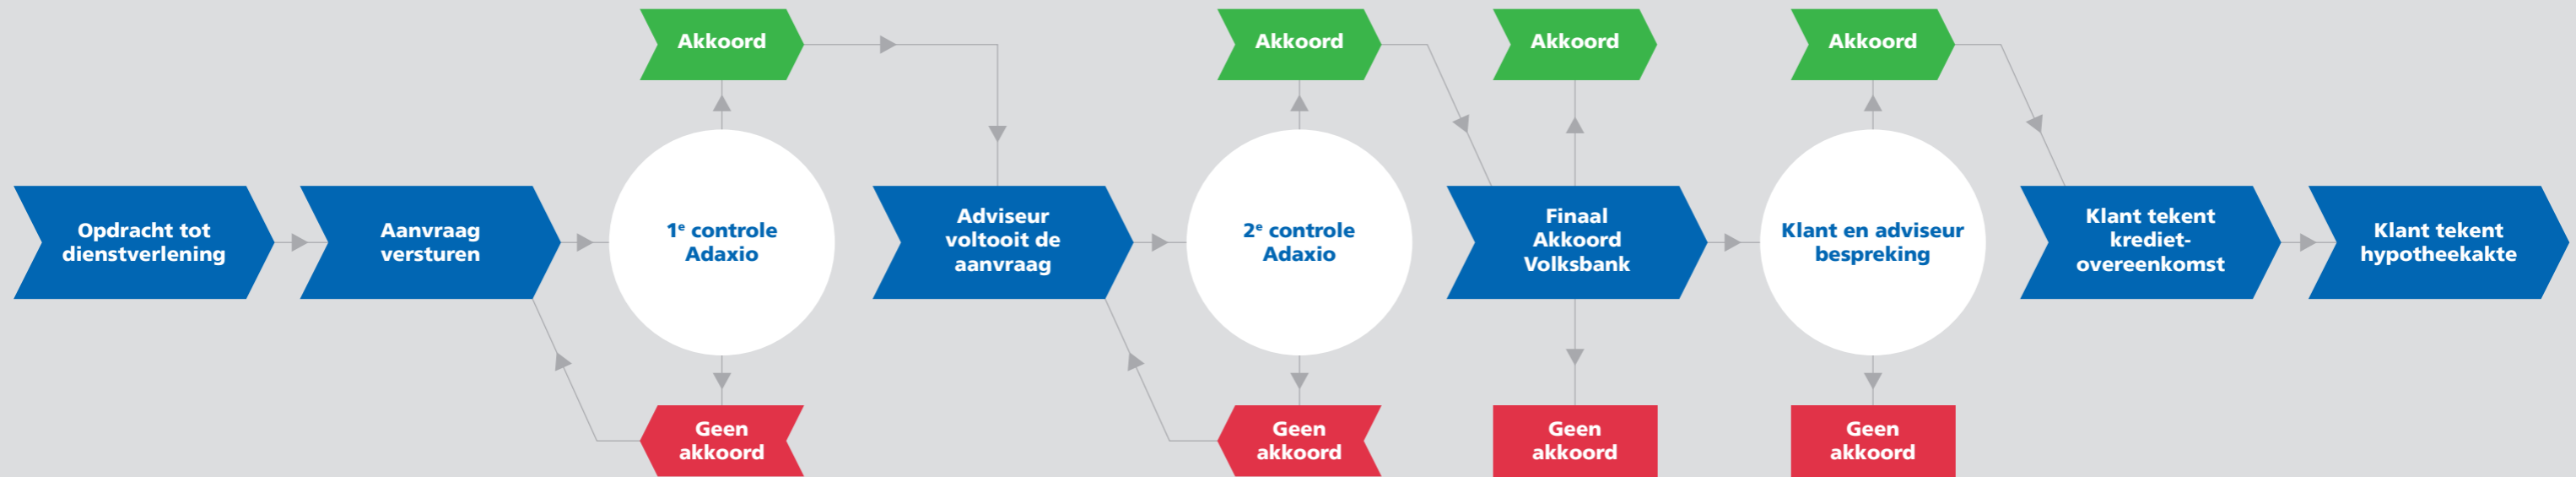 Akkoord
Akkoord
Akkoord
Akkoord
Opdracht tot
dienstverlening
Aanvraag
versturen
1e controle
Adaxio
Adviseur
voltooit de
aanvraag
2e controle
Adaxio
Finaal
Akkoord
Volksbank
Klant en adviseur
bespreking
Klant tekent
krediet-
overeenkomst
Klant tekent
hypotheekakte
Geen
akkoord
Geen
akkoord
Geen
akkoord
Geen
akkoord